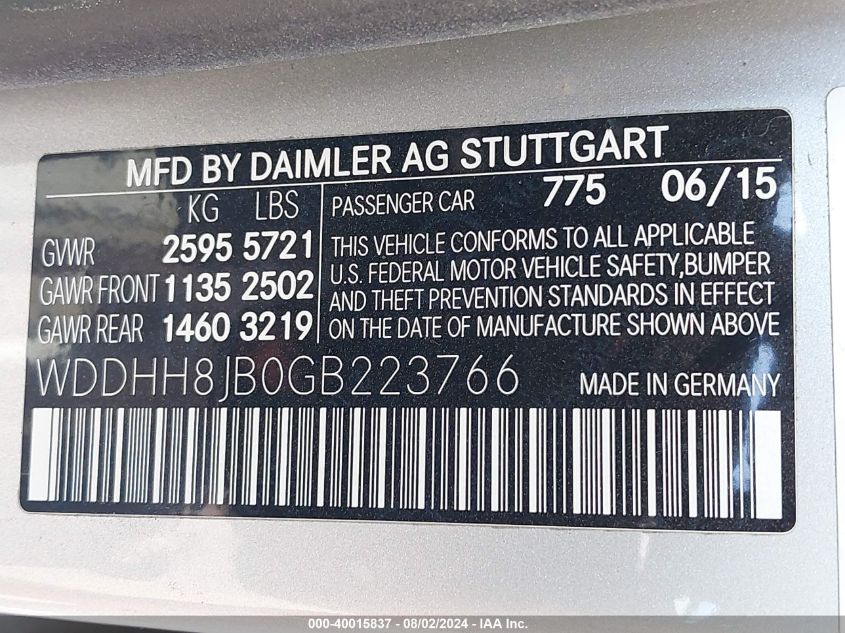 MFD BY DAIMLER AG STUTTGART
KG LBS
GVWR 2595 5721
GAWR FRONT 1135 2502
GAWR REAR 1460 3219
PASSENGER CAR 775 06/15
THIS VEHICLE CONFORMS TO ALL APPLICABLE
U.S. FEDERAL MOTOR VEHICLE SAFETY,BUMPER
AND THEFT PREVENTION STANDARDS IN EFFECT
ON THE DATE OF MANUFACTURE SHOWN ABOVE
WDDHH8JB0GB223766 MADE IN GERMANY
000-40015837 - 08/02/2024 - IAA Inc.